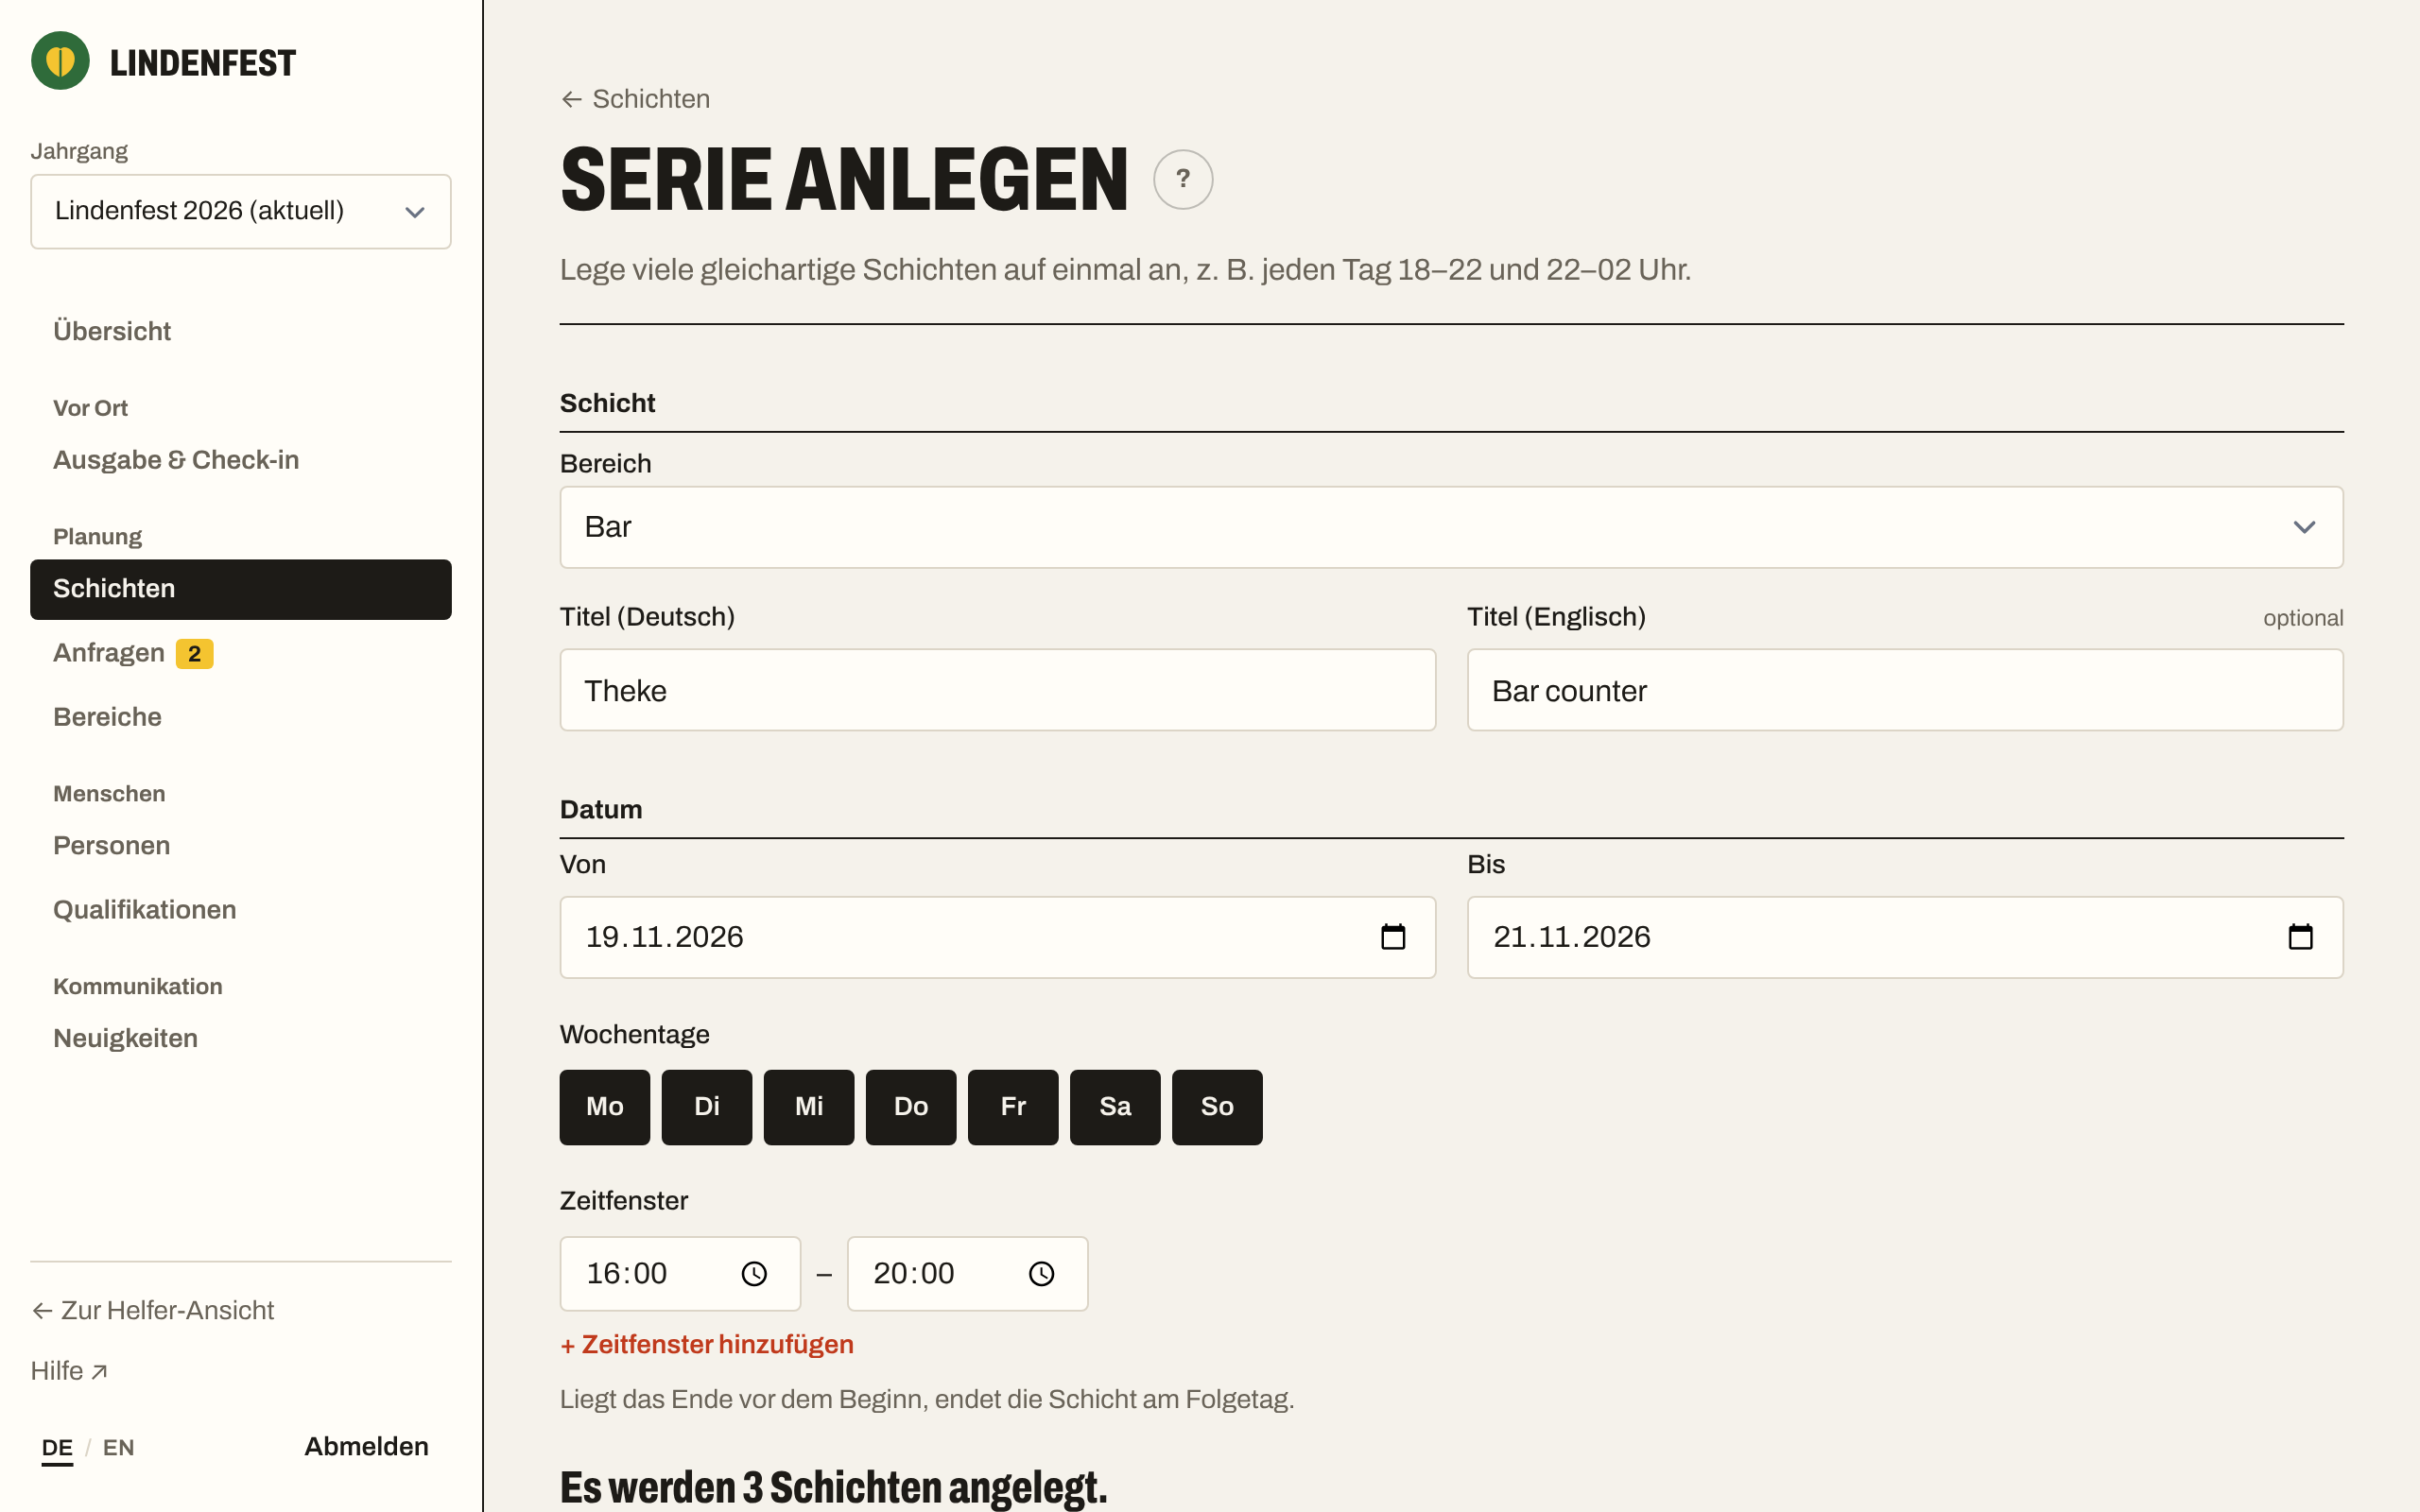 LINDENFEST
Jahrgang
Lindenfest 2026 (aktuell)
Übersicht
Vor Ort
Ausgabe & Check-in
Planung
Schichten
Anfragen 2
Bereiche
Menschen
Personen
Qualifikationen
Kommunikation
Neuigkeiten
← Zur Helfer-Ansicht
Hilfe ↗
DE / EN
Abmelden
← Schichten
SERIE ANLEGEN ?
Lege viele gleichartige Schichten auf einmal an, z. B. jeden Tag 18–22 und 22–02 Uhr.
Schicht
Bereich
Bar
Titel (Deutsch)
Theke
Titel (Englisch) optional
Bar counter
Datum
Von
19.11.2026
Bis
21.11.2026
Wochentage
Mo Di Mi Do Fr Sa So
Zeitfenster
16:00 – 20:00
+ Zeitfenster hinzufügen
Liegt das Ende vor dem Beginn, endet die Schicht am Folgetag.
Es werden 3 Schichten angelegt.